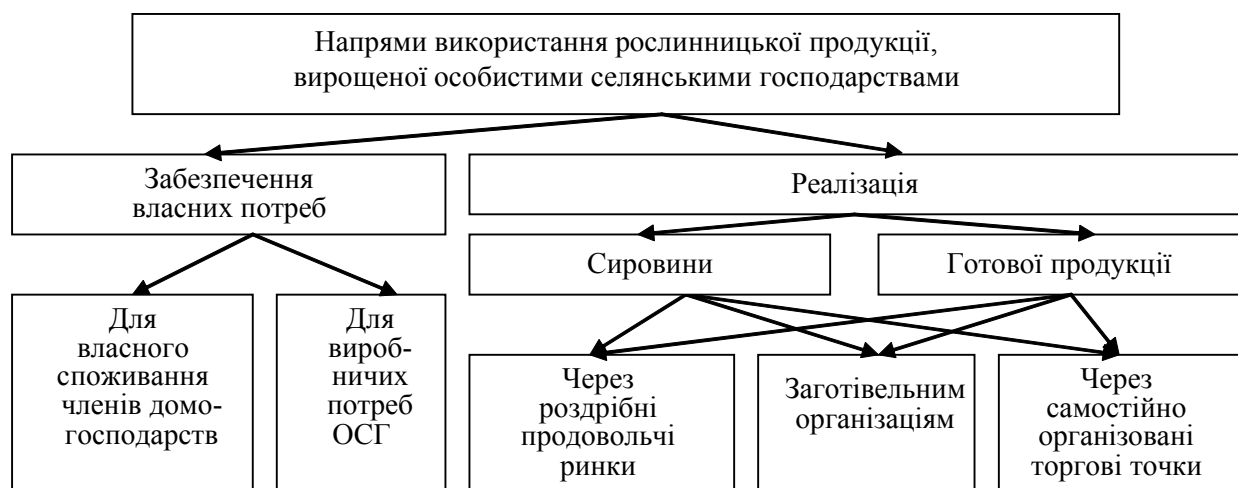 Напрями використання рослинницької продукції,
вирощеної особистими селянськими господарствами
Забезпечення
власних потреб
Реалізація
Сировини
Готової продукції
Для
власного
споживання
членів домо-
господарств
Для
вироб-
ничих
потреб
ОСГ
Через
роздрібні
продовольчі
ринки
Заготівельним
організаціям
Через
самостійно
організовані
торгові точки